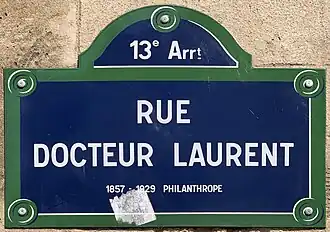 13e Arrt
RUE
DOCTEUR LAURENT
1857 - 1929 PHILANTHROPE